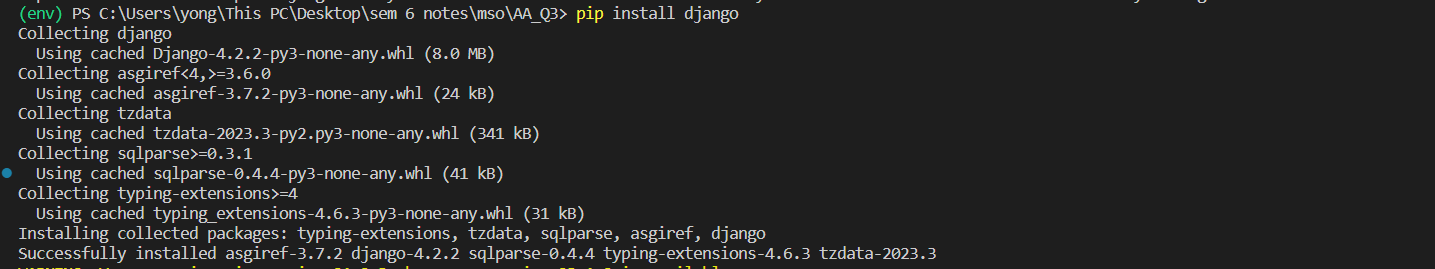 (env) PS C:\Users\yong\This PC\Desktop\sem 6 notes\mso\AA_Q3> pip install django
Collecting django
  Using cached Django-4.2.2-py3-none-any.whl (8.0 MB)
Collecting asgiref<4,>=3.6.0
  Using cached asgiref-3.7.2-py3-none-any.whl (24 kB)
Collecting tzdata
  Using cached tzdata-2023.3-py2.py3-none-any.whl (341 kB)
Collecting sqlparse>=0.3.1
  Using cached sqlparse-0.4.4-py3-none-any.whl (41 kB)
Collecting typing-extensions>=4
  Using cached typing_extensions-4.6.3-py3-none-any.whl (31 kB)
Installing collected packages: typing-extensions, tzdata, sqlparse, asgiref, django
Successfully installed asgiref-3.7.2 django-4.2.2 sqlparse-0.4.4 typing-extensions-4.6.3 tzdata-2023.3